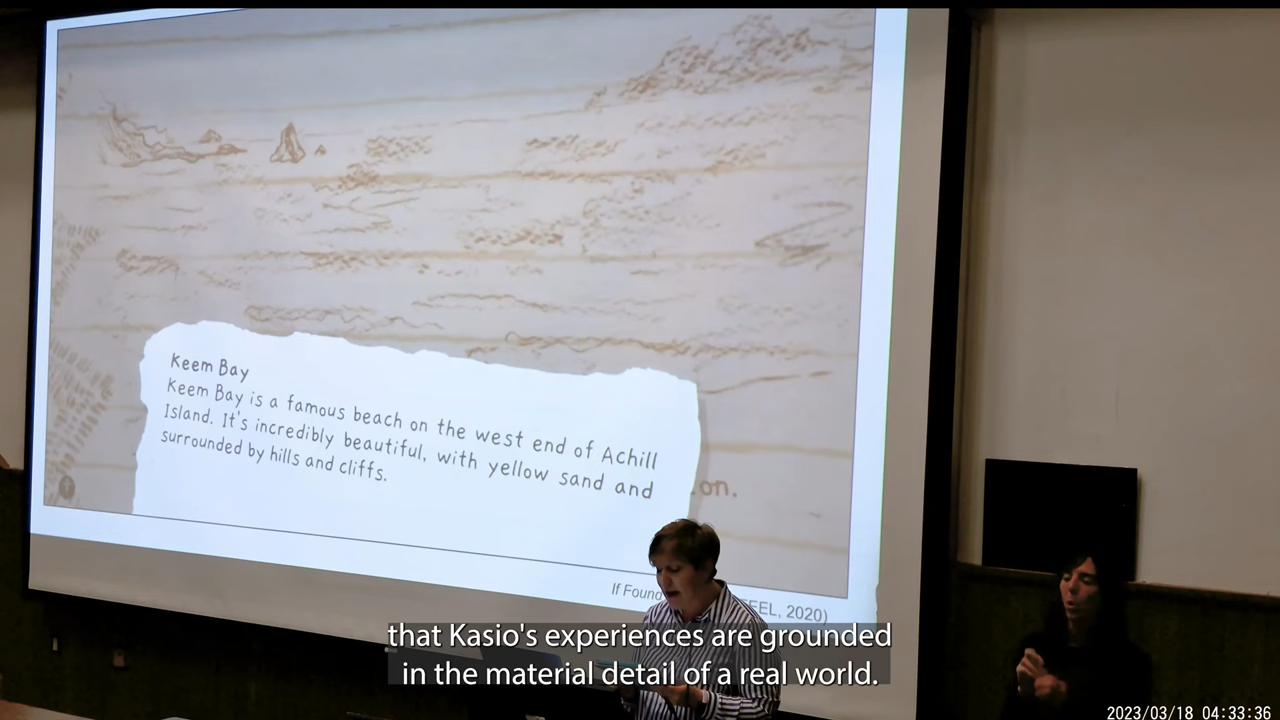 Keem Bay
Keem Bay is a famous beach on the west end of Achill
Island. It's incredibly beautiful, with yellow sand and
surrounded by hills and cliffs.
on.
If Found
EEL, 2020)
that Kasio's experiences are grounded
in the material detail of a real world.
2023/03/18 04:33:36